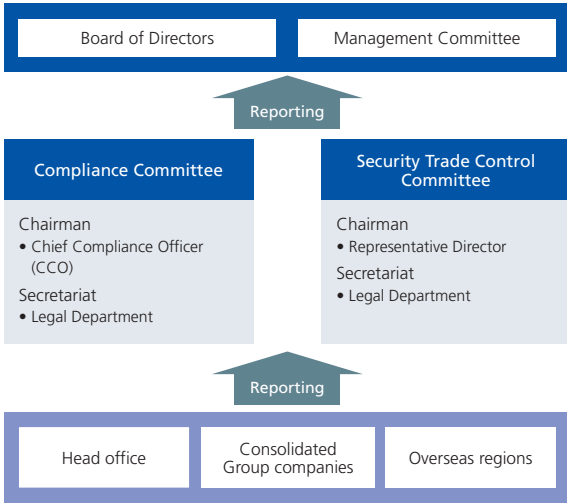 Board of Directors
Management Committee
Reporting
Compliance Committee
Chairman
• Chief Compliance Officer
(CCO)
Secretariat
• Legal Department
Security Trade Control
Committee
Chairman
• Representative Director
Secretariat
• Legal Department
Reporting
Head office
Consolidated
Group companies
Overseas regions